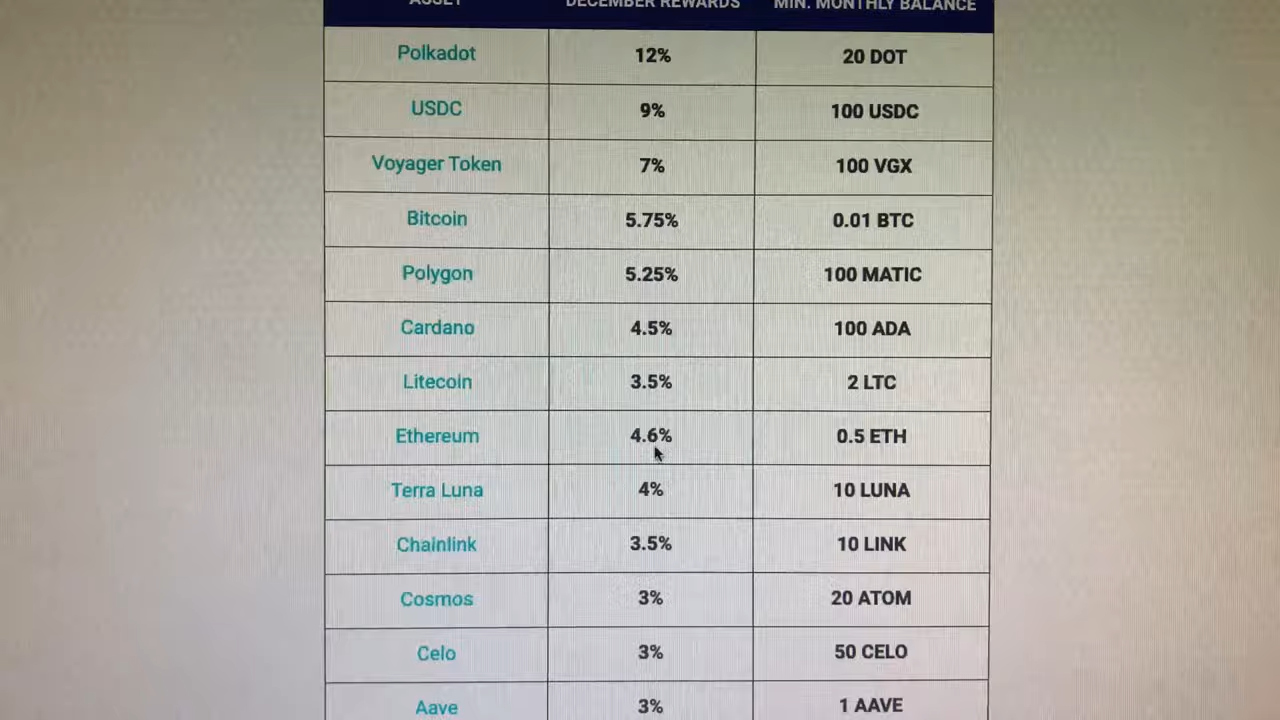 ASSET DECEMBER REWARDS MIN. MONTHLY BALANCE
Polkadot 12% 20 DOT
USDC 9% 100 USDC
Voyager Token 7% 100 VGX
Bitcoin 5.75% 0.01 BTC
Polygon 5.25% 100 MATIC
Cardano 4.5% 100 ADA
Litecoin 3.5% 2 LTC
Ethereum 4.6% 0.5 ETH
Terra Luna 4% 10 LUNA
Chainlink 3.5% 10 LINK
Cosmos 3% 20 ATOM
Celo 3% 50 CELO
Aave 3% 1 AAVE